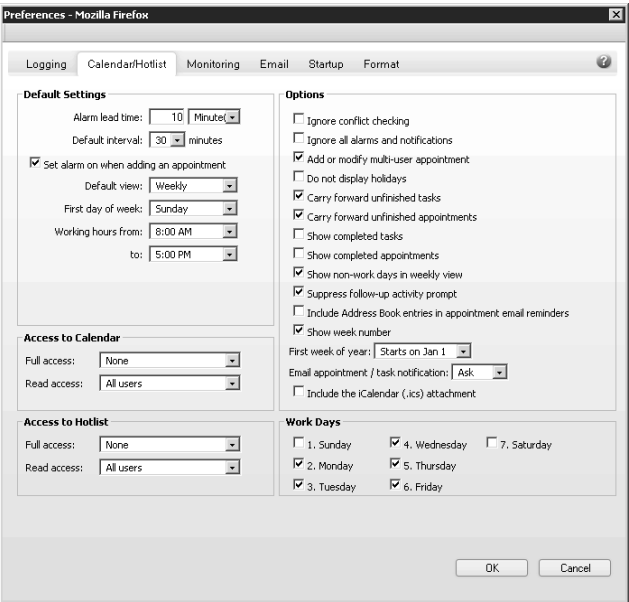 Preferences - Mozilla Firefox
Logging Calendar/Hotlist Monitoring Email Startup Format
Default Settings
Alarm lead time: 10 Minute(
Default interval: 30 minutes
Set alarm on when adding an appointment
Default view: Weekly
First day of week: Sunday
Working hours from: 8:00 AM
to: 5:00 PM
Access to Calendar
Full access: None
Read access: All users
Access to Hotlist
Full access: None
Read access: All users
Options
Ignore conflict checking
Ignore all alarms and notifications
Add or modify multi-user appointment
Do not display holidays
Carry forward unfinished tasks
Carry forward unfinished appointments
Show completed tasks
Show completed appointments
Show non-work days in weekly view
Suppress follow-up activity prompt
Include Address Book entries in appointment email reminders
Show week number
First week of year: Starts on Jan 1
Email appointment / task notification: Ask
Include the iCalendar (.ics) attachment
Work Days
1. Sunday 4. Wednesday 7. Saturday
2. Monday 5. Thursday
3. Tuesday 6. Friday
OK Cancel